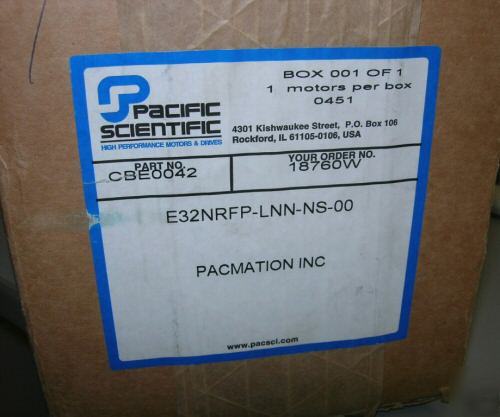 BOX 001 OF 1
1 motors per box
0451
PACIFIC
SCIENTIFIC
HIGH PERFORMANCE MOTORS & DRIVES
4301 Kishwaukee Street, P.O. Box 106
Rockford, IL 61105-0106, USA
PART NO.
CBE0042
YOUR ORDER NO.
18760W
E32NRFP-LNN-NS-00
PACMATION INC
www.pacsci.com